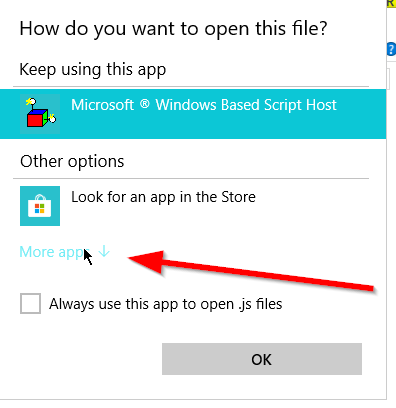 How do you want to open this file?
Keep using this app
Microsoft ® Windows Based Script Host
Other options
Look for an app in the Store
More app
Always use this app to open .js files
OK